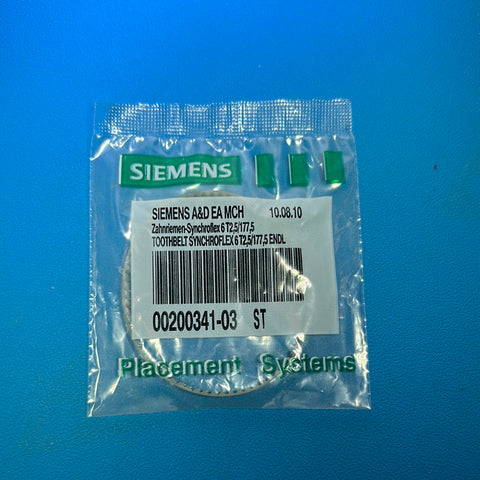 SIEMENS
SIEMENS A&D EA MCH 10.08.10
Zahnriemen-Synchroflex 6 T2,5/177,5
TOOTHBELT SYNCHROFLEX 6 T2,5/177,5 ENDL
00200341-03 ST
Placement Systems